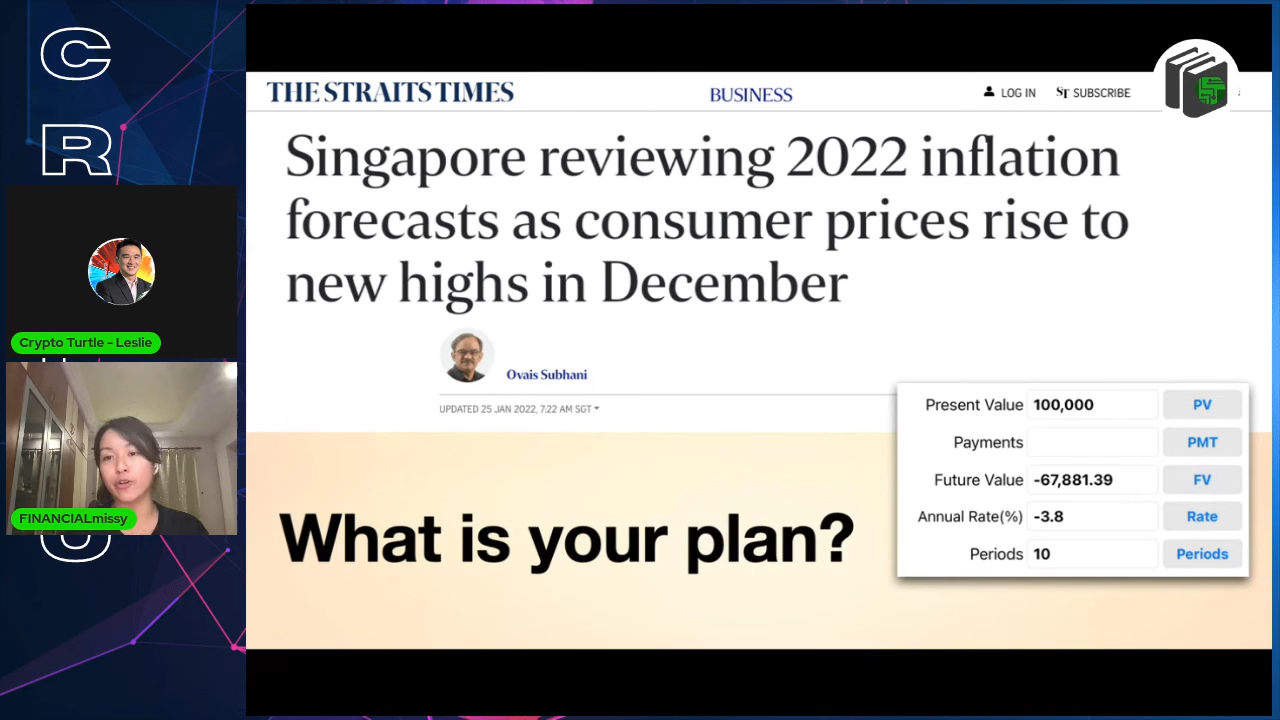 C
R
Crypto Turtle - Leslie
FINANCIALmissy
THE STRAITS TIMES
BUSINESS
LOG IN
ST SUBSCRIBE
Singapore reviewing 2022 inflation
forecasts as consumer prices rise to
new highs in December
Ovais Subhani
UPDATED 25 JAN 2022, 7:22 AM SGT
What is your plan?
Present Value 100,000 PV
Payments PMT
Future Value -67,881.39 FV
Annual Rate(%) -3.8 Rate
Periods 10 Periods